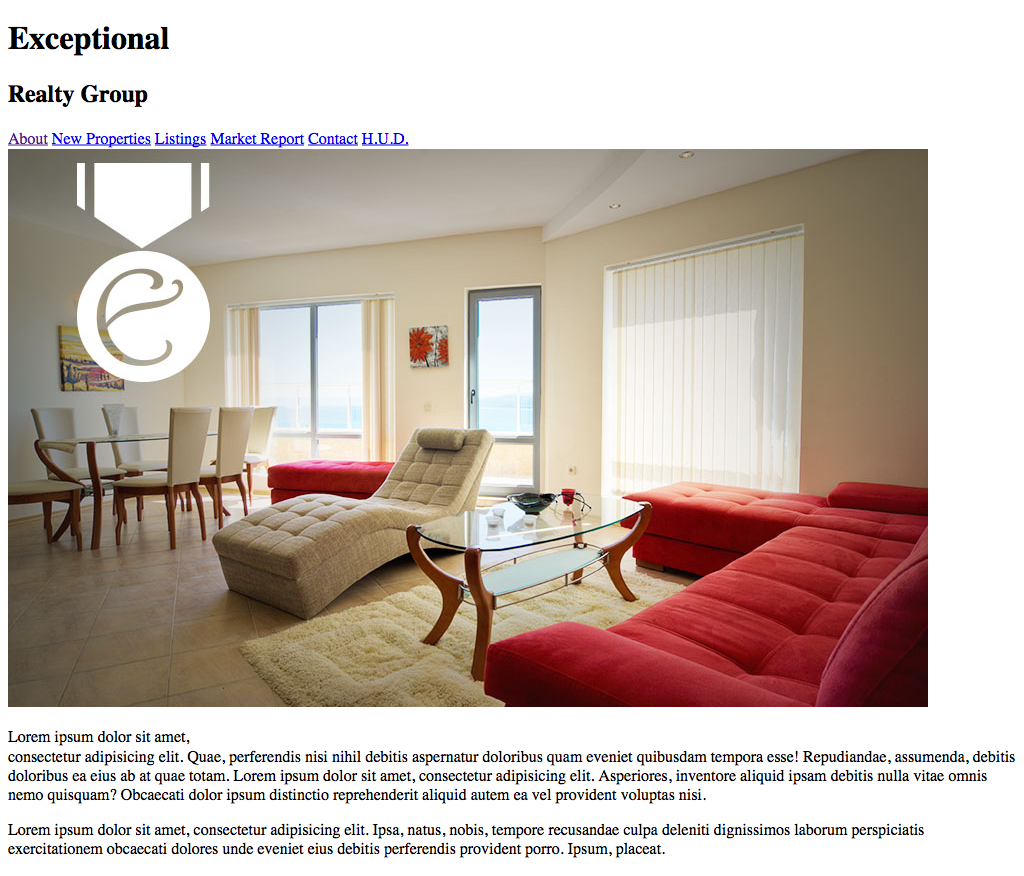 Exceptional
Realty Group
About New Properties Listings Market Report Contact H.U.D.
E
Lorem ipsum dolor sit amet,
consectetur adipisicing elit. Quae, perferendis nisi nihil debitis aspernatur doloribus quam eveniet quibusdam tempora esse! Repudiandae, assumenda, debitis
doloribus ea eius ab at quae totam. Lorem ipsum dolor sit amet, consectetur adipisicing elit. Asperiores, inventore aliquid ipsam debitis nulla vitae omnis
nemo quisquam? Obcaecati dolor ipsum distinctio reprehenderit aliquid autem ea vel provident voluptas nisi.
Lorem ipsum dolor sit amet, consectetur adipisicing elit. Ipsa, natus, nobis, tempore recusandae culpa deleniti dignissimos laborum perspiciatis
exercitationem obcaecati dolores unde eveniet eius debitis perferendis provident porro. Ipsum, placeat.